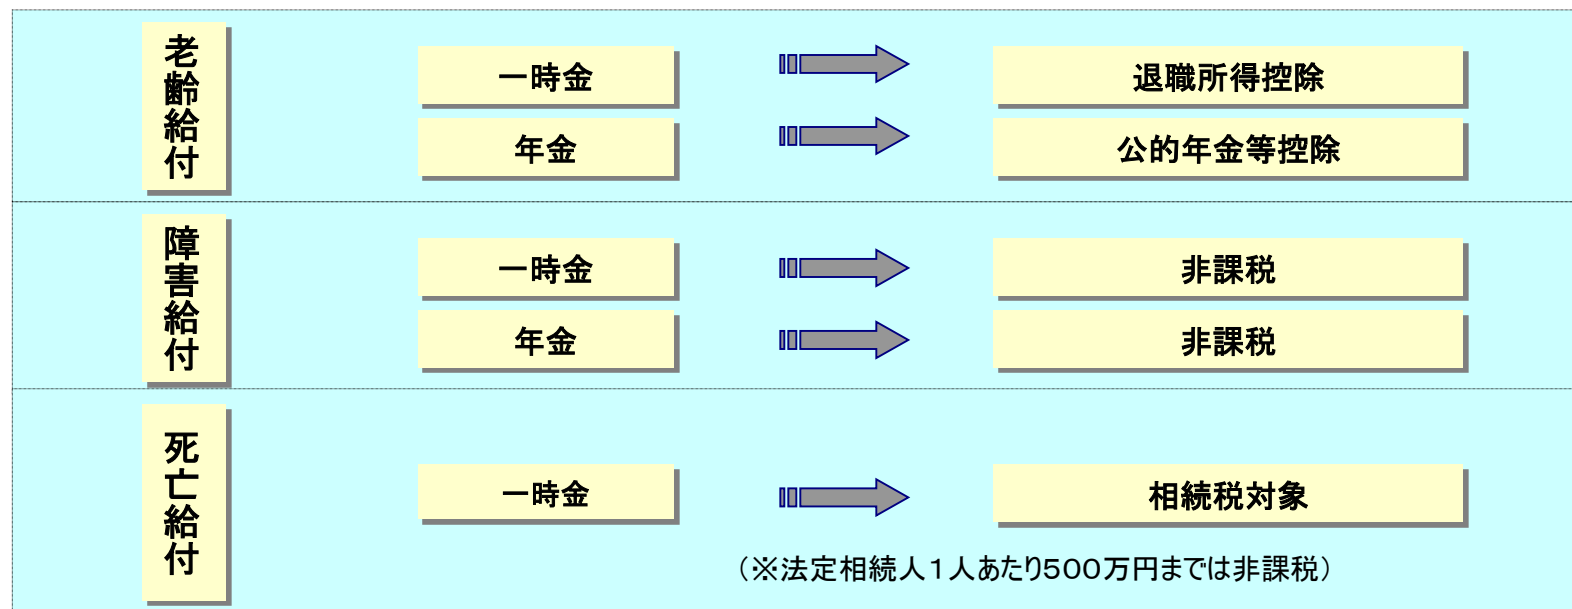 老齢給付
一時金
退職所得控除
年金
公的年金等控除
障害給付
一時金
非課税
年金
非課税
死亡給付
一時金
相続税対象
（※法定相続人１人あたり５００万円までは非課税）